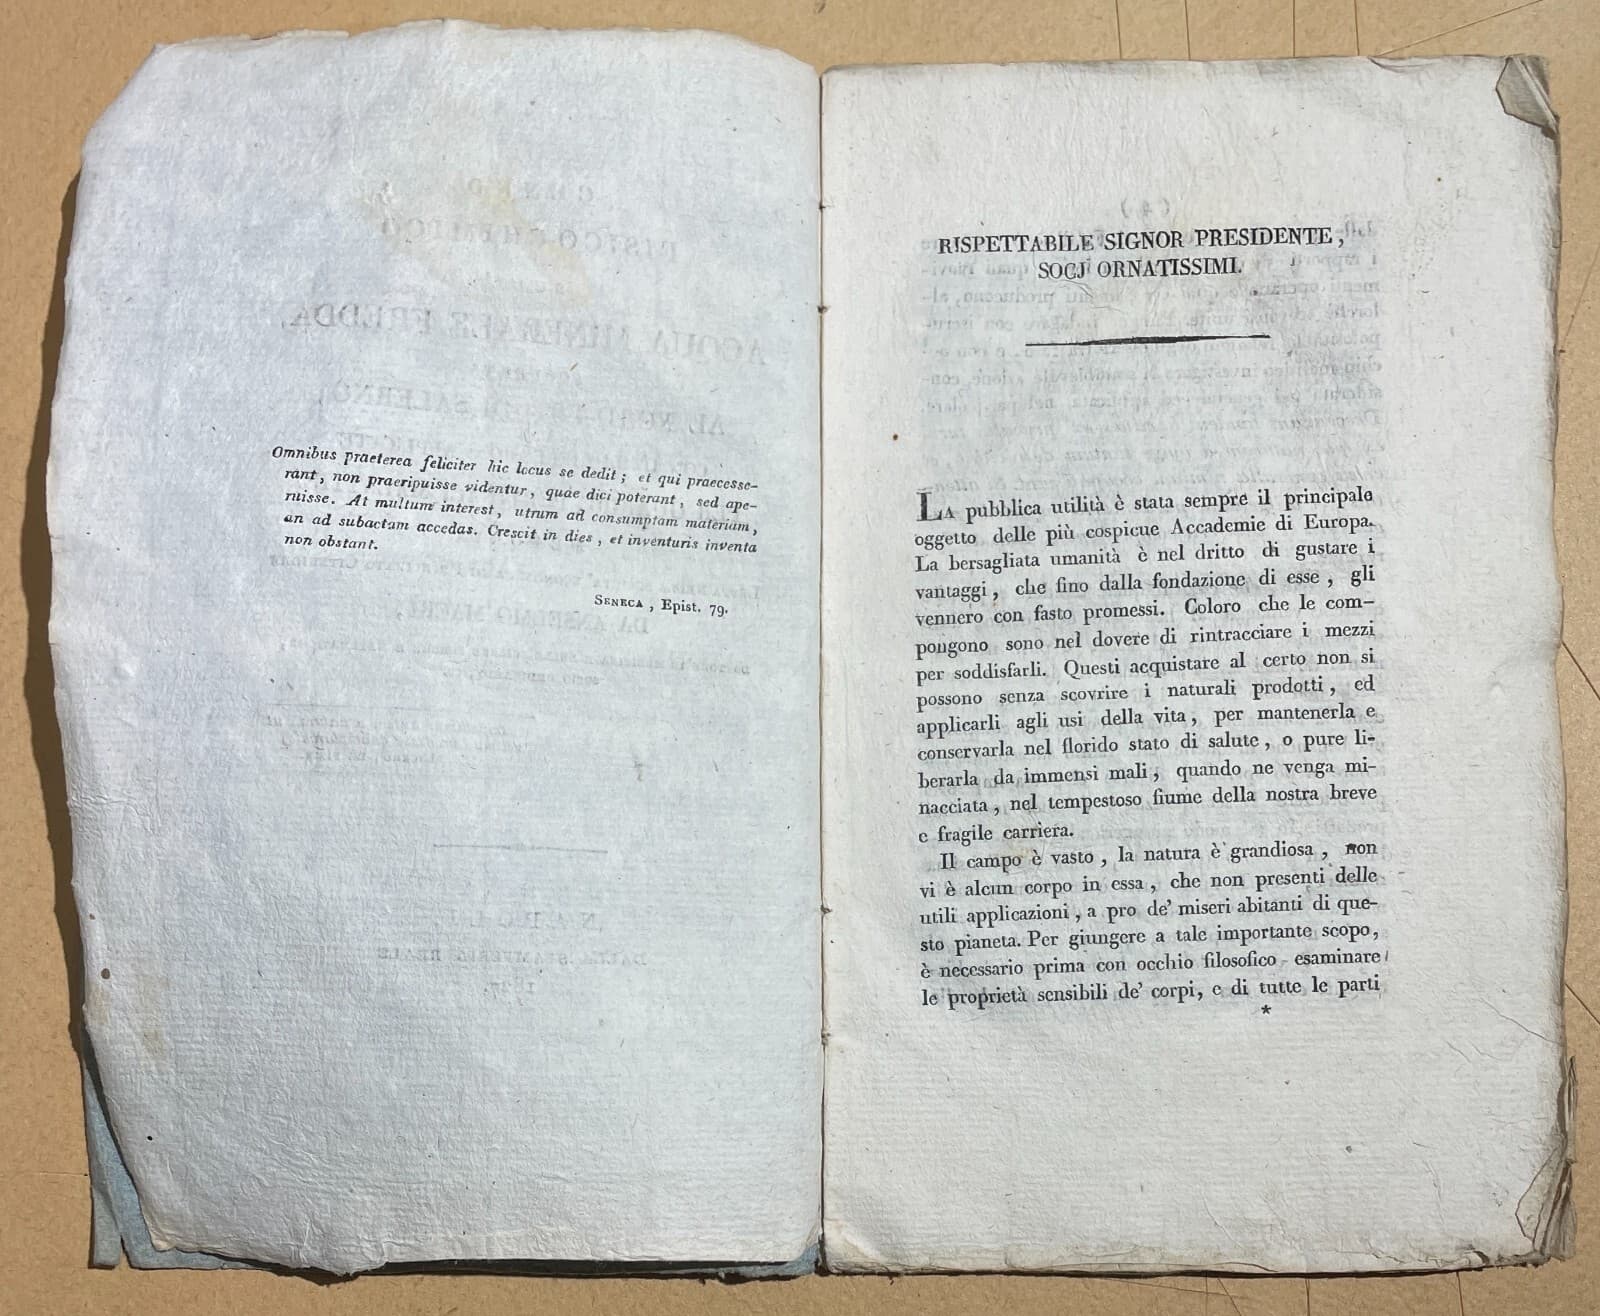 Omnibus praeterea feliciter hic locus se dedit ; et qui praecesse-
rant , non praeripuisse videntur , quae dici poterant , sed ape-
ruisse. At multum interest , utrum ad consumptam materiam ,
an ad subactam accedas. Crescit in dies , et inventuris inventa
non obstant.
SENECA , Epist. 79.
RISPETTABILE SIGNOR PRESIDENTE ,
SOCJ ORNATISSIMI.
LA pubblica utilità è stata sempre il principale
oggetto delle più cospicue Accademie di Europa.
La bersagliata umanità è nel dritto di gustare i
vantaggi , che fino dalla fondazione di esse , gli
vennero con fasto promessi. Coloro che le com-
pongono sono nel dovere di rintracciare i mezzi
per soddisfarli. Questi acquistare al certo non si
possono senza scovrire i naturali prodotti , ed
applicarli agli usi della vita , per mantenerla e
conservarla nel florido stato di salute , o pure li-
berarla da immensi mali , quando ne venga mi-
nacciata , nel tempestoso fiume della nostra breve
e fragile carriera.
Il campo è vasto , la natura è grandiosa , non
vi è alcun corpo in essa , che non presenti delle
utili applicazioni , a pro de' miseri abitanti di que-
sto pianeta. Per giungere a tale importante scopo,
è necessario prima con occhio filosofico esaminare
le proprietà sensibili de' corpi, e di tutte le parti
*